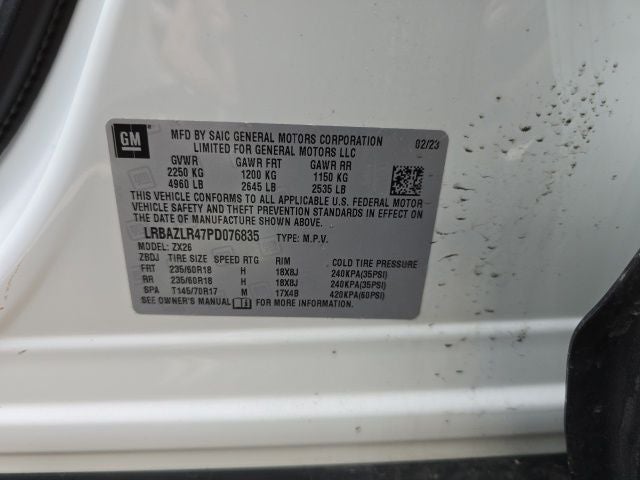 GM
MFD BY SAIC GENERAL MOTORS CORPORATION 02/23
LIMITED FOR GENERAL MOTORS LLC
GVWR GAWR FRT GAWR RR
2250 KG 1200 KG 1150 KG
4960 LB 2645 LB 2535 LB
THIS VEHICLE CONFORMS TO ALL APPLICABLE U.S. FEDERAL MOTOR
VEHICLE SAFETY AND THEFT PREVENTION STANDARDS IN EFFECT ON
THE DATE OF MANUFACTURE SHOWN ABOVE.
LRBAZLR47PD076835 TYPE: M.P.V.
MODEL: ZX26
ZBDJ TIRE SIZE SPEED RTG RIM COLD TIRE PRESSURE
FRT 235/60R18 H 18X8J 240KPA(35PSI)
RR 235/60R18 H 18X8J 240KPA(35PSI)
SPA T145/70R17 M 17X4B 420KPA(60PSI)
SEE OWNER'S MANUAL FOR MORE INFORMATION.